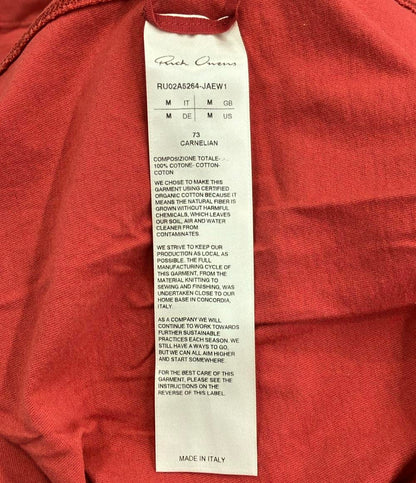 Rick Owens
RU02A5264-JAEW1
M IT M GB
M DE M US
73
CARNELIAN
COMPOSIZIONE TOTALE- . .
100% COTONE- COTTON-
COTON
WE CHOSE TO MAKE THIS
GARMENT USING CERTIFIED
ORGANIC COTTON BECAUSE IT
MEANS THE NATURAL FIBER IS
GROWN WITHOUT HARMFUL
CHEMICALS, WHICH LEAVES
OUR SOIL, AIR AND WATER
CLEANER FROM
CONTAMINATES.
WE STRIVE TO KEEP OUR
PRODUCTION AS LOCAL AS
POSSIBLE. THE FULL
MANUFACTURING CYCLE OF
THIS GARMENT, FROM THE
MATERIAL KNITTING TO
SEWING AND FINISHING, WAS
UNDERTAKEN CLOSE TO OUR
HOME BASE IN CONCORDIA,
ITALY.
AS A COMPANY WE WILL
CONTINUE TO WORK TOWARDS
FURTHER SUSTAINABLE
PRACTICES EACH SEASON. WE
STILL HAVE A WAYS TO GO,
BUT WE CAN ALL AIM HIGHER
AND START SOMEWHERE.
FOR THE BEST CARE OF THIS
GARMENT, PLEASE SEE THE
INSTRUCTIONS ON THE
REVERSE OF THIS LABEL.
MADE IN ITALY